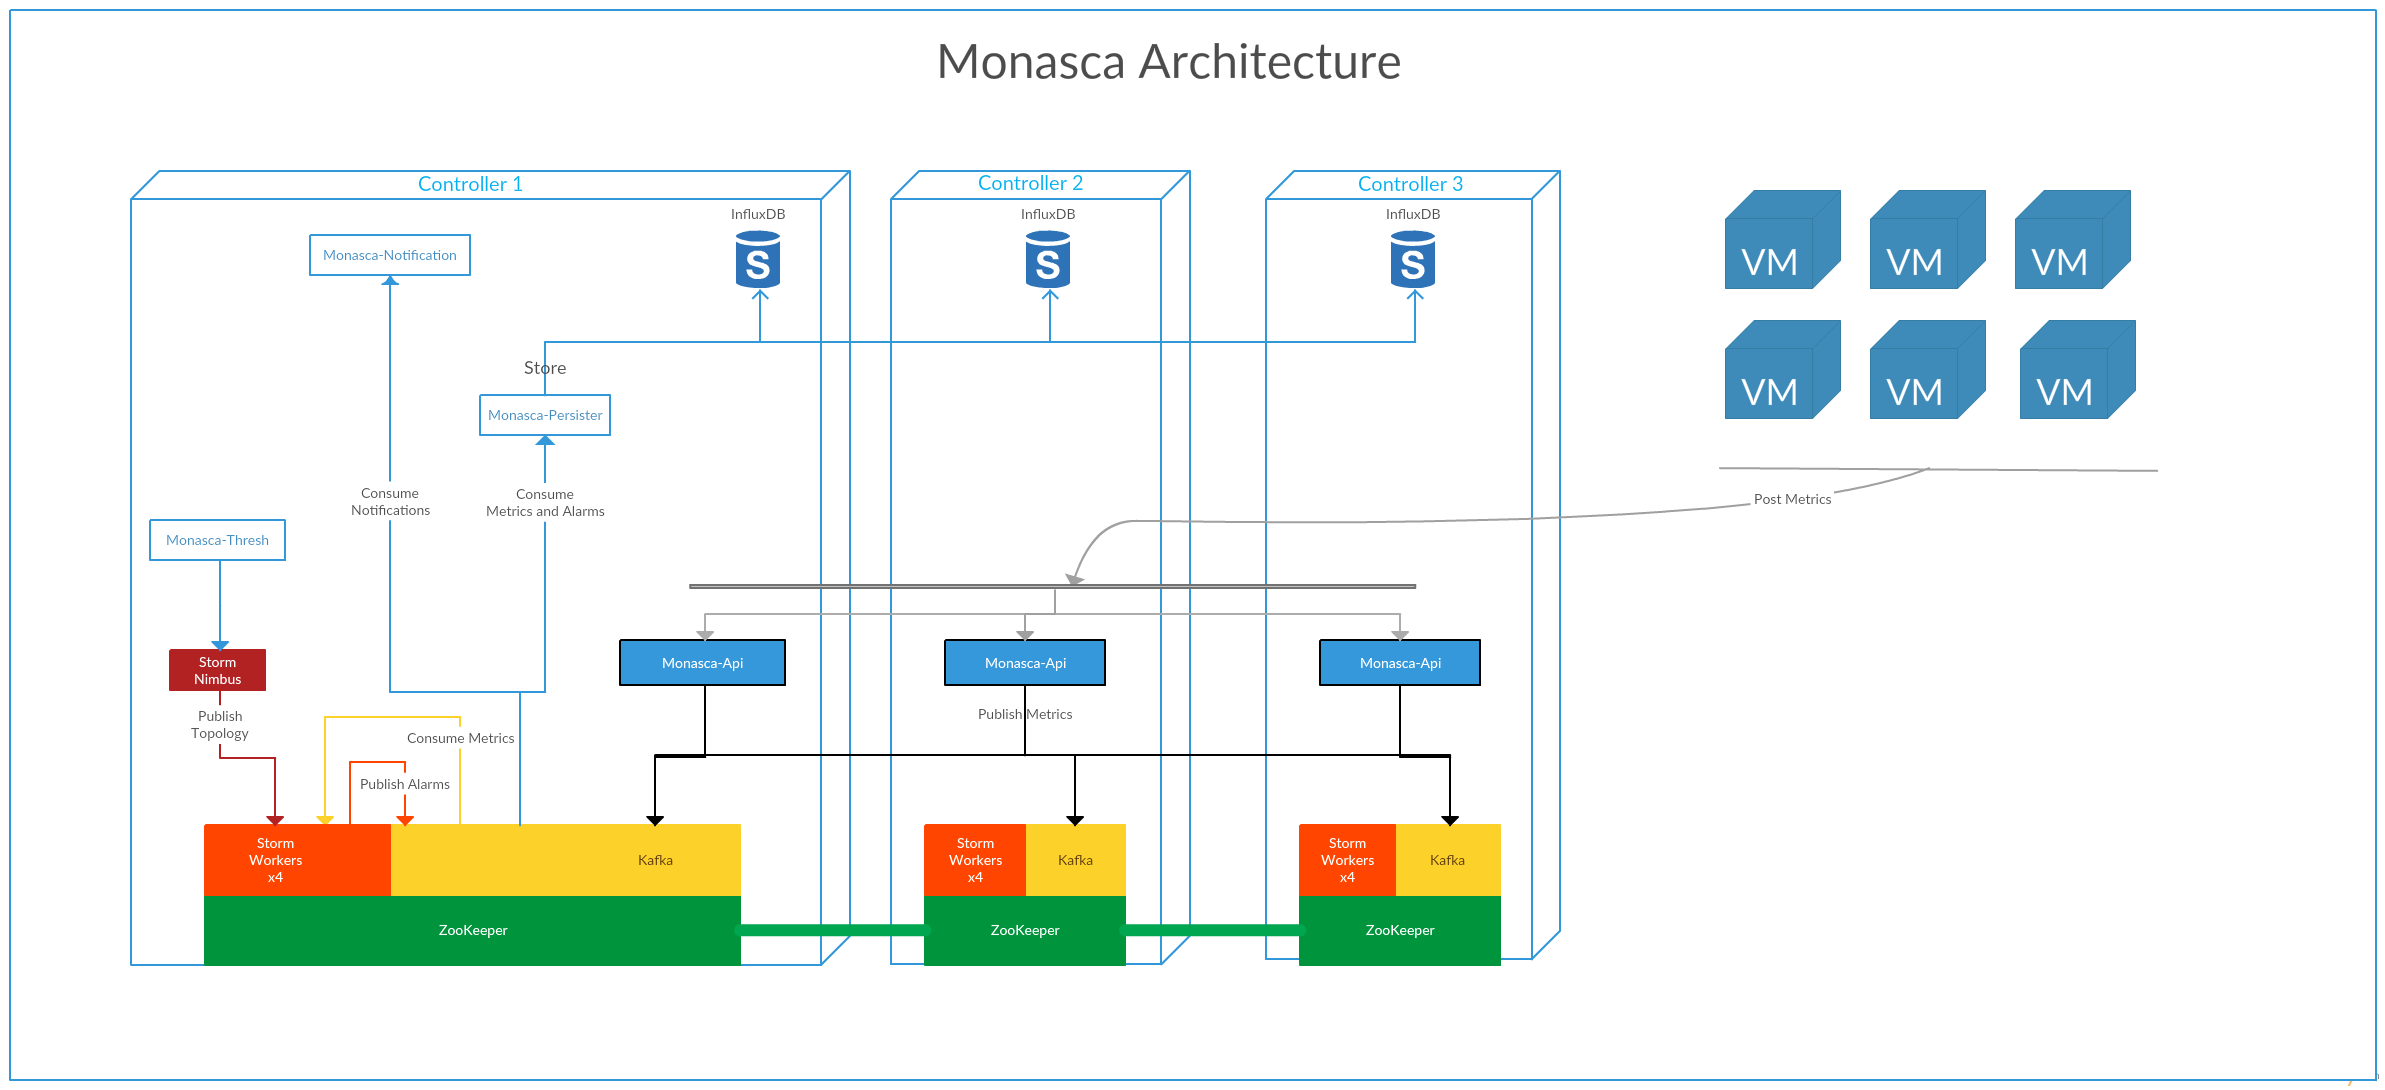 Monasca Architecture
Controller 1
Controller 2
Controller 3
InfluxDB
InfluxDB
InfluxDB
S
S
S
Monasca-Notification
VM
VM
VM
Store
VM
VM
VM
Monasca-Persister
Consume
Notifications
Consume
Metrics and Alarms
Post Metrics
Monasca-Thresh
Storm
Nimbus
Monasca-Api
Monasca-Api
Monasca-Api
Publish
Topology
Publish Metrics
Consume Metrics
Publish Alarms
Storm
Workers
x4
Kafka
Storm
Workers
x4
Kafka
Storm
Workers
x4
Kafka
ZooKeeper
ZooKeeper
ZooKeeper